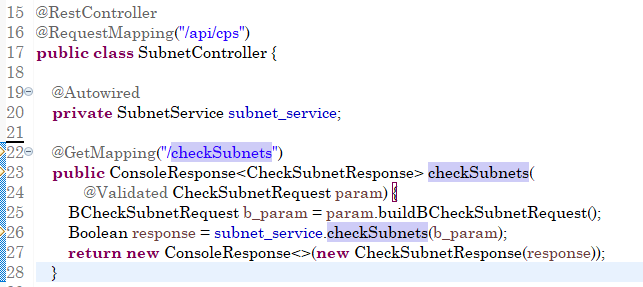 15 @RestController
16 @RequestMapping("/api/cps")
17 public class SubnetController {
18
19 @Autowired
20 private SubnetService subnet_service;
21
22 @GetMapping("/checkSubnets")
23 public ConsoleResponse<CheckSubnetResponse> checkSubnets(
24 @Validated CheckSubnetRequest param) {
25 BCheckSubnetRequest b_param = param.buildBCheckSubnetRequest();
26 Boolean response = subnet_service.checkSubnets(b_param);
27 return new ConsoleResponse<>(new CheckSubnetResponse(response));
28 }